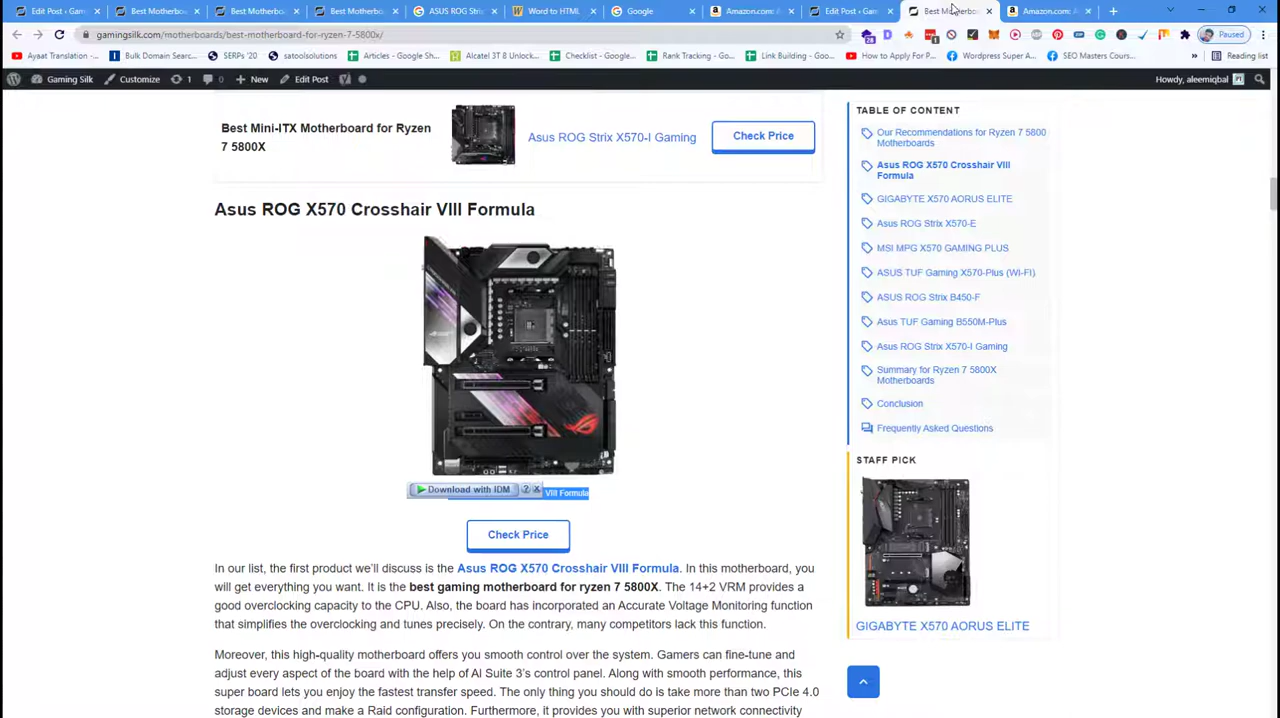 Edit Post ‹ Gam
Best Motherboa
Best Motherboa
Best Motherboa
ASUS ROG Stri
Word to HTML
Google
Amazon.com: A
Edit Post ‹ Gam
Best Motherbo
Amazon.com: A
gamingsilk.com/motherboards/best-motherboard-for-ryzen-7-5800x/
Paused
Ayaat Template - G...
Bulk Domain Searc...
SERPs '20
satoolsolutions
Articles - Google Sh...
Alcatel 3T 8 Unlock...
Checklist - Google...
Rank Tracking - Go...
Link Building - Goo...
How to Apply For P...
Wordpress Super A...
SEO Masters Cours...
»
Reading list
Gaming Silk
Customize
1
0
New
Edit Post
Howdy, aleemiqbal
Best Mini-ITX Motherboard for Ryzen
7 5800X
Asus ROG Strix X570-I Gaming
Check Price
Asus ROG X570 Crosshair VIII Formula
Download with IDM
VIII Formula
Check Price
In our list, the first product we'll discuss is the Asus ROG X570 Crosshair VIII Formula. In this motherboard, you
will get everything you want. It is the best gaming motherboard for ryzen 7 5800X. The 14+2 VRM provides a
good overclocking capacity to the CPU. Also, the board has incorporated an Accurate Voltage Monitoring function
that simplifies the overclocking and tunes precisely. On the contrary, many competitors lack this function.
Moreover, this high-quality motherboard offers you smooth control over the system. Gamers can fine-tune and
adjust every aspect of the board with the help of AI Suite 3's control panel. Along with smooth performance, this
super board lets you enjoy the fastest transfer speed. The only thing you should do is take more than two PCIe 4.0
storage devices and make a Raid configuration. Furthermore, it provides you with superior network connectivity
TABLE OF CONTENT
Our Recommendations for Ryzen 7 5800
Motherboards
Asus ROG X570 Crosshair VIII
Formula
GIGABYTE X570 AORUS ELITE
Asus ROG Strix X570-E
MSI MPG X570 GAMING PLUS
ASUS TUF Gaming X570-Plus (Wi-FI)
ASUS ROG Strix B450-F
Asus TUF Gaming B550M-Plus
Asus ROG Strix X570-I Gaming
Summary for Ryzen 7 5800X
Motherboards
Conclusion
Frequently Asked Questions
STAFF PICK
GIGABYTE X570 AORUS ELITE